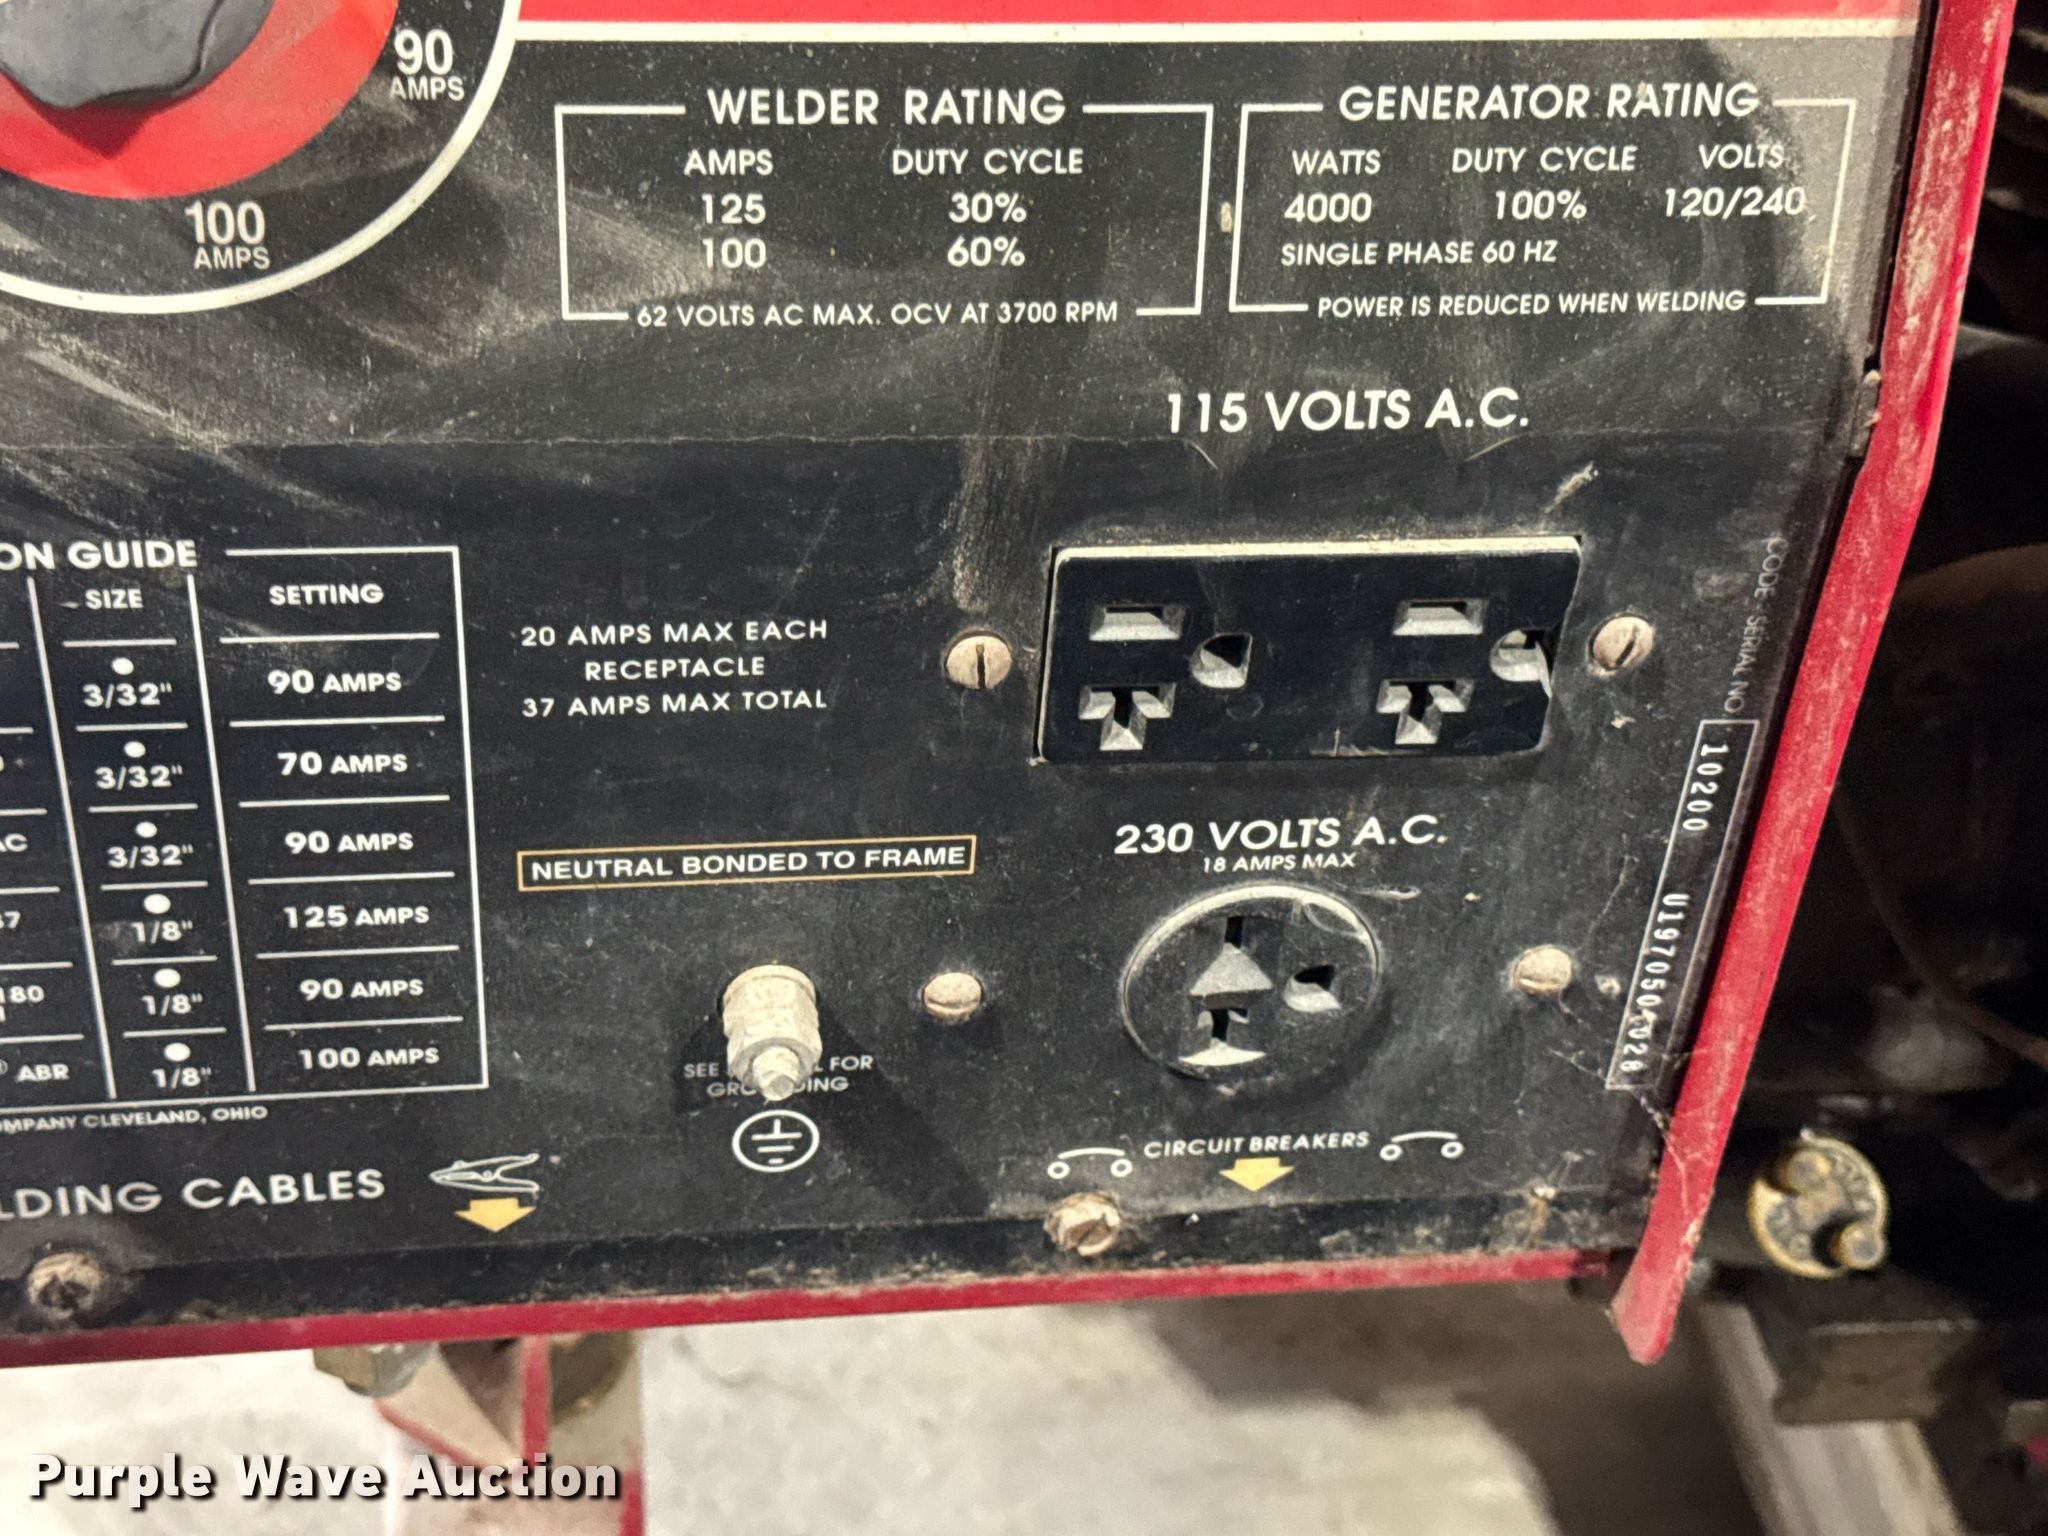 90
AMPS
100
AMPS
WELDER RATING
AMPS DUTY CYCLE
125 30%
100 60%
62 VOLTS AC MAX. OCV AT 3700 RPM
GENERATOR RATING
WATTS DUTY CYCLE VOLTS
4000 100% 120/240
SINGLE PHASE 60 HZ
POWER IS REDUCED WHEN WELDING
115 VOLTS A.C.
ON GUIDE
SIZE SETTING
3/32" 90 AMPS
3/32" 70 AMPS
AC 3/32" 90 AMPS
37 1/8" 125 AMPS
180 1/8" 90 AMPS
® ABR 1/8" 100 AMPS
OMPANY CLEVELAND, OHIO
LDING CABLES
20 AMPS MAX EACH
RECEPTACLE
37 AMPS MAX TOTAL
NEUTRAL BONDED TO FRAME
SEE FOR
230 VOLTS A.C.
18 AMPS MAX
CIRCUIT BREAKERS
CODE - SERIAL NO
10200
Purple Wave Auction